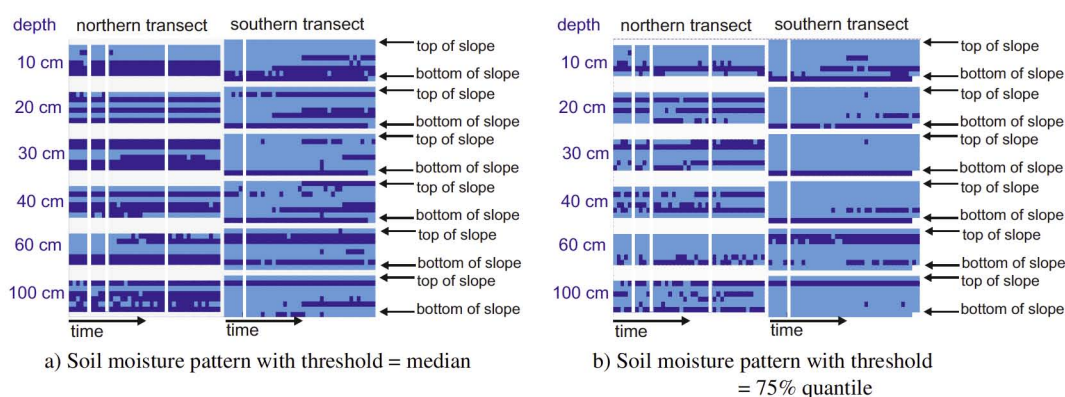 depth northern transect southern transect
10 cm top of slope
bottom of slope
20 cm top of slope
bottom of slope
30 cm top of slope
bottom of slope
40 cm top of slope
bottom of slope
60 cm top of slope
bottom of slope
100 cm top of slope
bottom of slope
time time
a) Soil moisture pattern with threshold = median
depth northern transect southern transect
10 cm top of slope
bottom of slope
20 cm top of slope
bottom of slope
30 cm top of slope
bottom of slope
40 cm top of slope
bottom of slope
60 cm top of slope
bottom of slope
100 cm top of slope
bottom of slope
time time
b) Soil moisture pattern with threshold
= 75% quantile